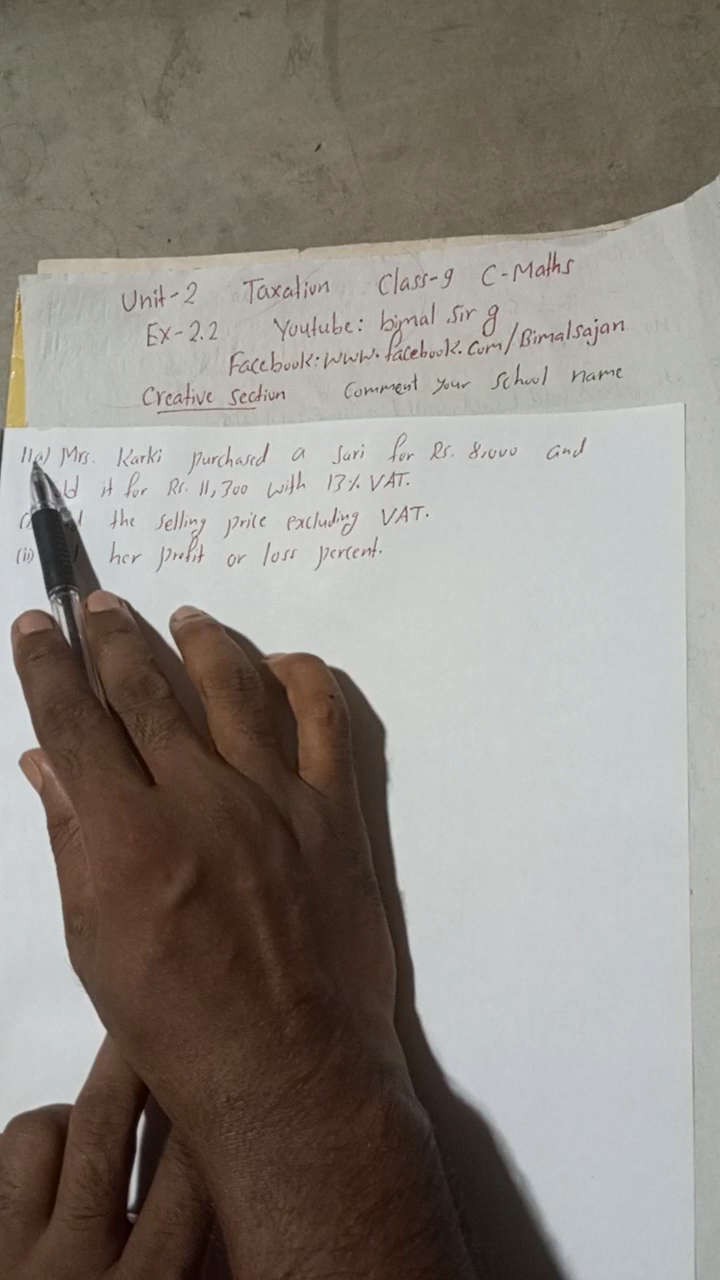 Unit-2 Taxation Class-9 C-Maths
Ex-2.2 Youtube: bimal sir g
Facebook: www.facebook.com/Bimalsajan
Creative section Comment your school name
11a) Mrs. Karki purchased a sari for Rs. 8,000 and
it for Rs. 11,300 with 13% VAT.
the selling price excluding VAT.
(ii) her profit or loss percent.